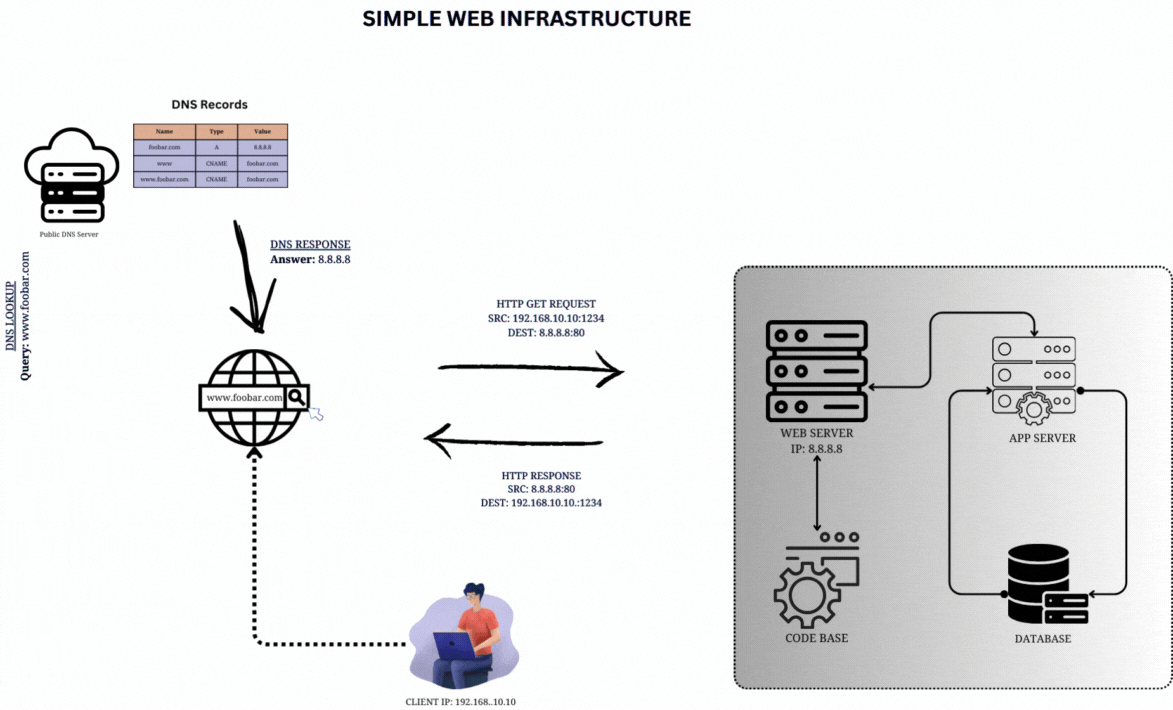 SIMPLE WEB INFRASTRUCTURE
DNS Records
Name Type Value
foobar.com A 8.8.8.8
www CNAME foobar.com
www.foobar.com CNAME foobar.com
Public DNS Server
DNS LOOKUP
Query: www.foobar.com
DNS RESPONSE
Answer: 8.8.8.8
www.foobar.com
HTTP GET REQUEST
SRC: 192.168.10.10:1234
DEST: 8.8.8.8:80
HTTP RESPONSE
SRC: 8.8.8.8:80
DEST: 192.168.10.10.:1234
CLIENT IP: 192.168..10.10
WEB SERVER
IP: 8.8.8.8
APP SERVER
CODE BASE
DATABASE